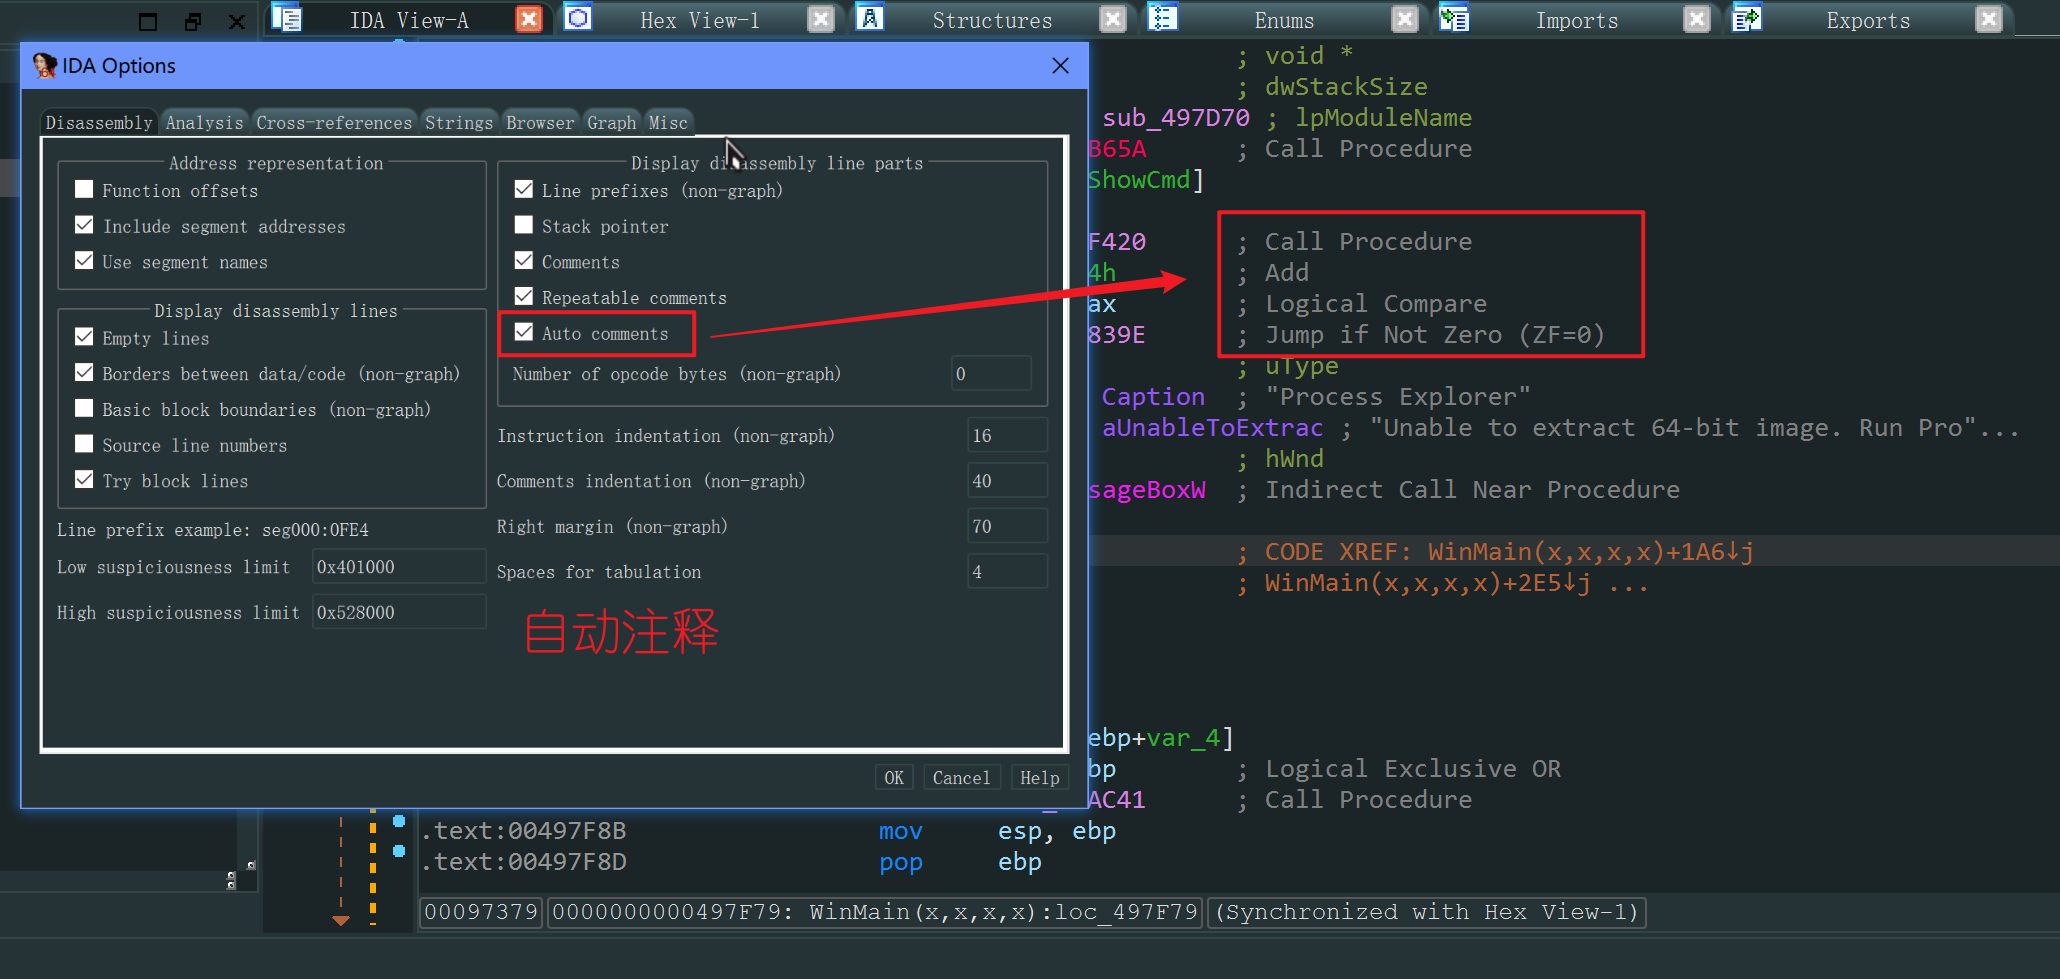 IDA View-A
Hex View-1
Structures
Enums
Imports
Exports
IDA Options
Disassembly
Analysis
Cross-references
Strings
Browser
Graph
Misc
Address representation
Function offsets
Include segment addresses
Use segment names
Display disassembly lines
Empty lines
Borders between data/code (non-graph)
Basic block boundaries (non-graph)
Source line numbers
Try block lines
Line prefix example: seg000:0FE4
Low suspiciousness limit 0x401000
High suspiciousness limit 0x528000
Display disassembly line parts
Line prefixes (non-graph)
Stack pointer
Comments
Repeatable comments
Auto comments
Number of opcode bytes (non-graph) 0
Instruction indentation (non-graph) 16
Comments indentation (non-graph) 40
Right margin (non-graph) 70
Spaces for tabulation 4
自动注释
OK
Cancel
Help
; void *
; dwStackSize
sub_497D70 ; lpModuleName
B65A ; Call Procedure
ShowCmd]
F420 ; Call Procedure
4h ; Add
ax ; Logical Compare
839E ; Jump if Not Zero (ZF=0)
; uType
Caption ; "Process Explorer"
aUnableToExtrac ; "Unable to extract 64-bit image. Run Pro"...
; hWnd
sageBoxW ; Indirect Call Near Procedure
; CODE XREF: WinMain(x,x,x,x)+1A6↓j
; WinMain(x,x,x,x)+2E5↓j ...
ebp+var_4]
bp ; Logical Exclusive OR
AC41 ; Call Procedure
.text:00497F8B mov esp, ebp
.text:00497F8D pop ebp
00097379 0000000000497F79: WinMain(x,x,x,x):loc_497F79 (Synchronized with Hex View-1)